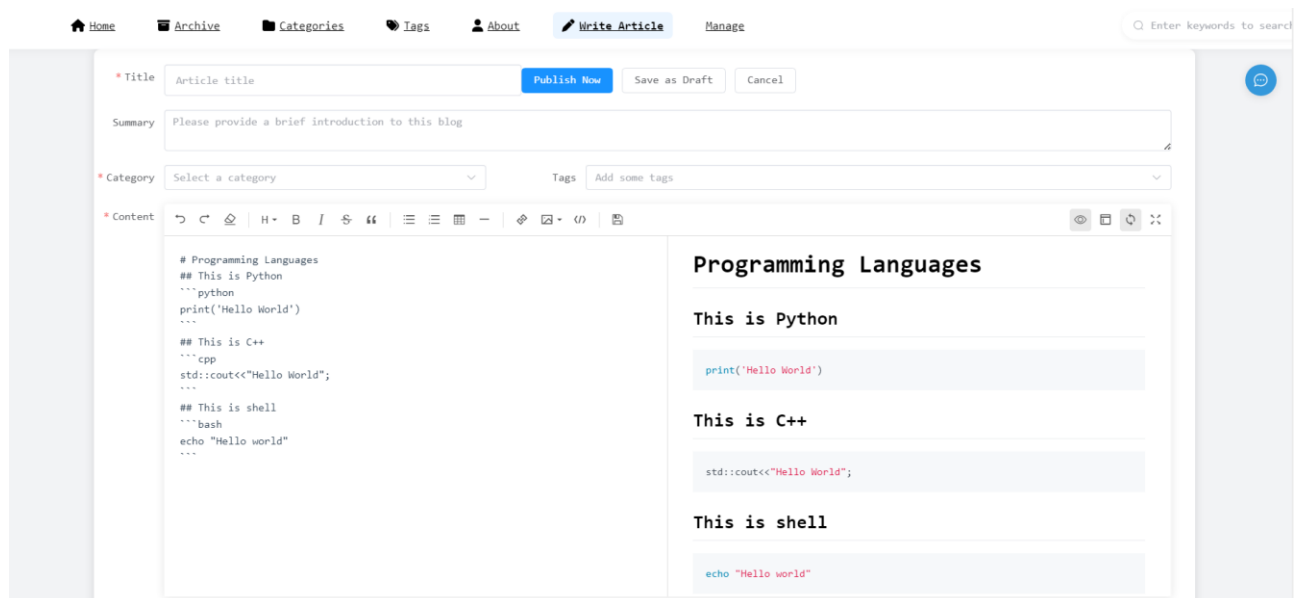 Home Archive Categories Tags About Write Article Manage Enter keywords to search
* Title Article title Publish Now Save as Draft Cancel
Summary Please provide a brief introduction to this blog
* Category Select a category Tags Add some tags
* Content H B I S
# Programming Languages
## This is Python
```python
print('Hello World')
```
## This is C++
```cpp
std::cout<<"Hello World";
```
## This is shell
```bash
echo "Hello world"
```
Programming Languages
This is Python
print('Hello World')
This is C++
std::cout<<"Hello World";
This is shell
echo "Hello world"